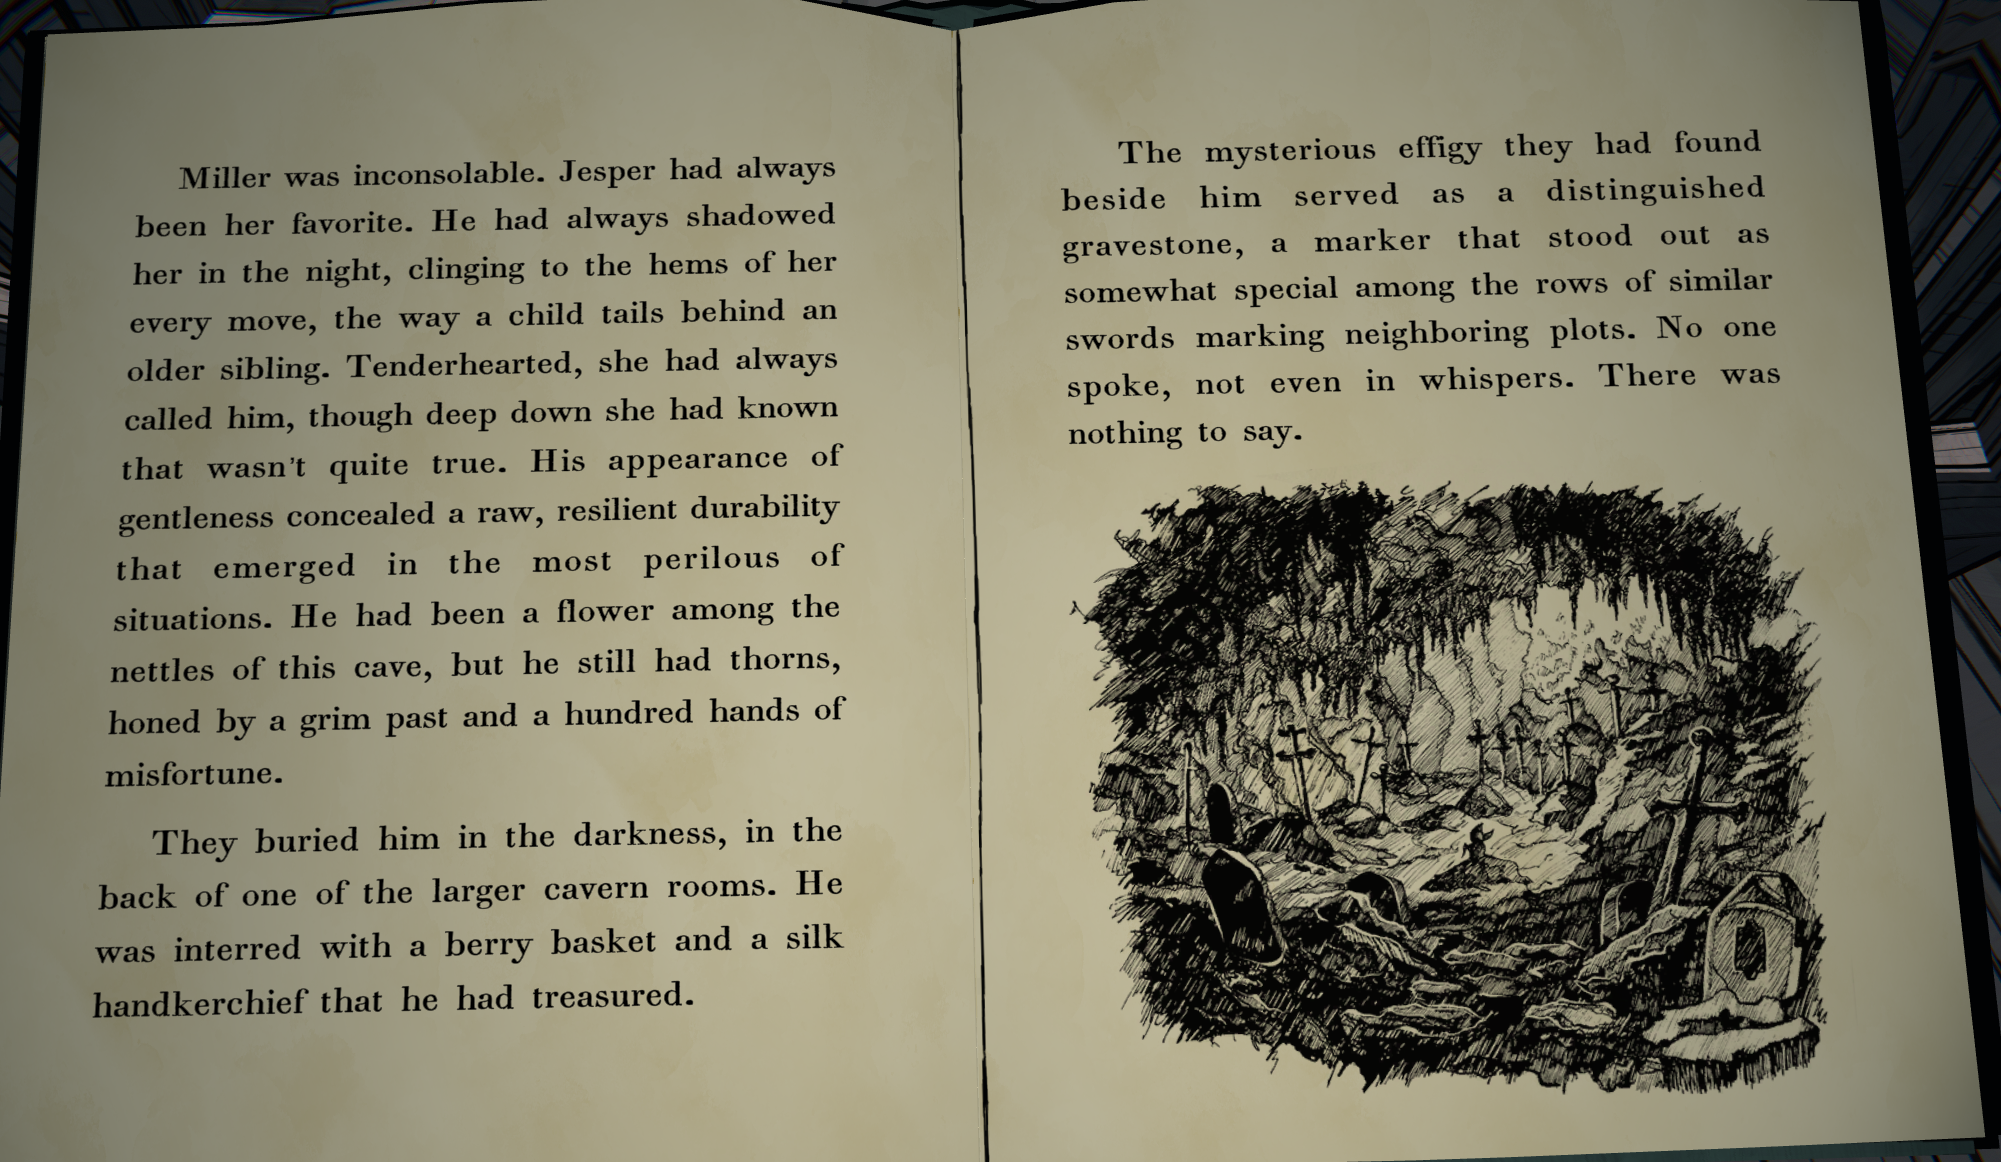 Miller was inconsolable. Jesper had always
been her favorite. He had always shadowed
her in the night, clinging to the hems of her
every move, the way a child tails behind an
older sibling. Tenderhearted, she had always
called him, though deep down she had known
that wasn't quite true. His appearance of
gentleness concealed a raw, resilient durability
that emerged in the most perilous of
situations. He had been a flower among the
nettles of this cave, but he still had thorns,
honed by a grim past and a hundred hands of
misfortune.
They buried him in the darkness, in the
back of one of the larger cavern rooms. He
was interred with a berry basket and a silk
handkerchief that he had treasured.
The mysterious effigy they had found
beside him served as a distinguished
gravestone, a marker that stood out as
somewhat special among the rows of similar
swords marking neighboring plots. No one
spoke, not even in whispers. There was
nothing to say.